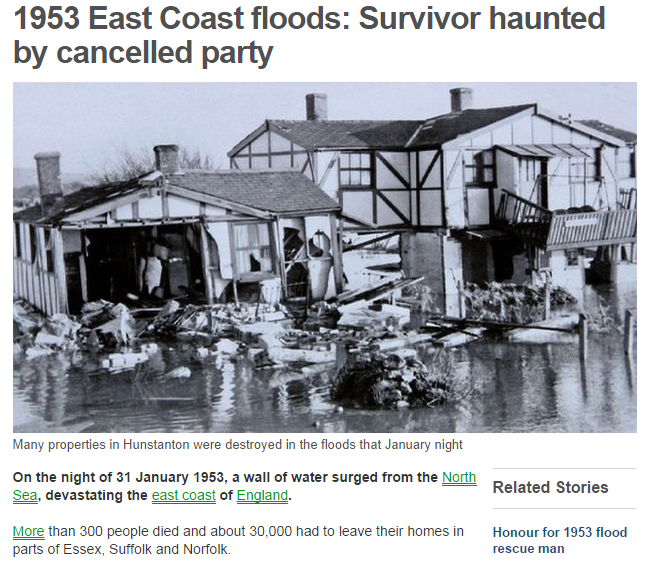 1953 East Coast floods: Survivor haunted
by cancelled party
Many properties in Hunstanton were destroyed in the floods that January night
On the night of 31 January 1953, a wall of water surged from the North
Sea, devastating the east coast of England.
More than 300 people died and about 30,000 had to leave their homes in
parts of Essex, Suffolk and Norfolk.
Related Stories
Honour for 1953 flood
rescue man